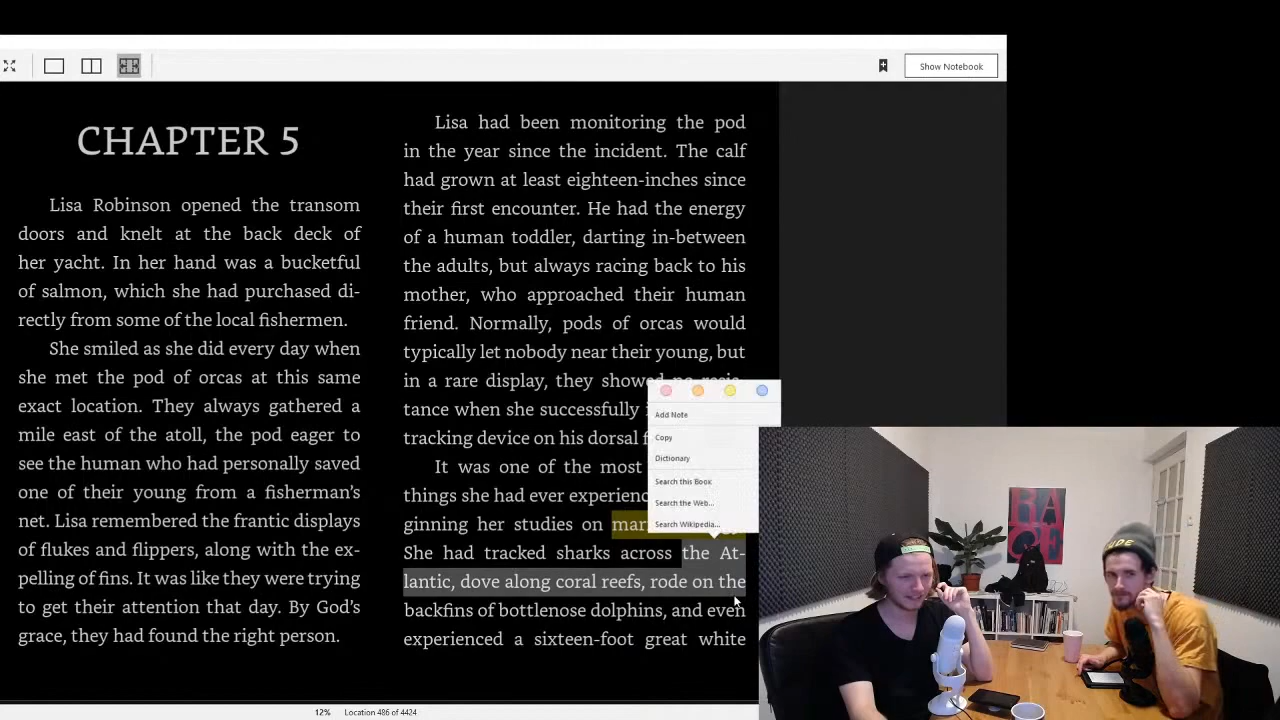 Show Notebook
CHAPTER 5
Lisa Robinson opened the transom
doors and knelt at the back deck of
her yacht. In her hand was a bucketful
of salmon, which she had purchased di-
rectly from some of the local fishermen.
She smiled as she did every day when
she met the pod of orcas at this same
exact location. They always gathered a
mile east of the atoll, the pod eager to
see the human who had personally saved
one of their young from a fisherman's
net. Lisa remembered the frantic displays
of flukes and flippers, along with the ex-
pelling of fins. It was like they were trying
to get their attention that day. By God's
grace, they had found the right person.
Lisa had been monitoring the pod
in the year since the incident. The calf
had grown at least eighteen-inches since
their first encounter. He had the energy
of a human toddler, darting in-between
the adults, but always racing back to his
mother, who approached their human
friend. Normally, pods of orcas would
typically let nobody near their young, but
in a rare display, they showed no resis-
tance when she successfully
tracking device on his dorsal
It was one of the most
things she had ever
ginning her studies on
She had tracked sharks across the At-
lantic, dove along coral reefs, rode on the
backfins of bottlenose dolphins, and even
experienced a sixteen-foot great white
Add Note
Copy
Dictionary
Search this Book
Search the Web...
Search Wikipedia...
12% Location 486 of 4424
RA
GE